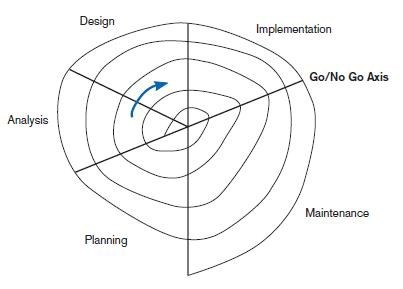 Design
Implementation
Go/No Go Axis
Analysis
Maintenance
Planning